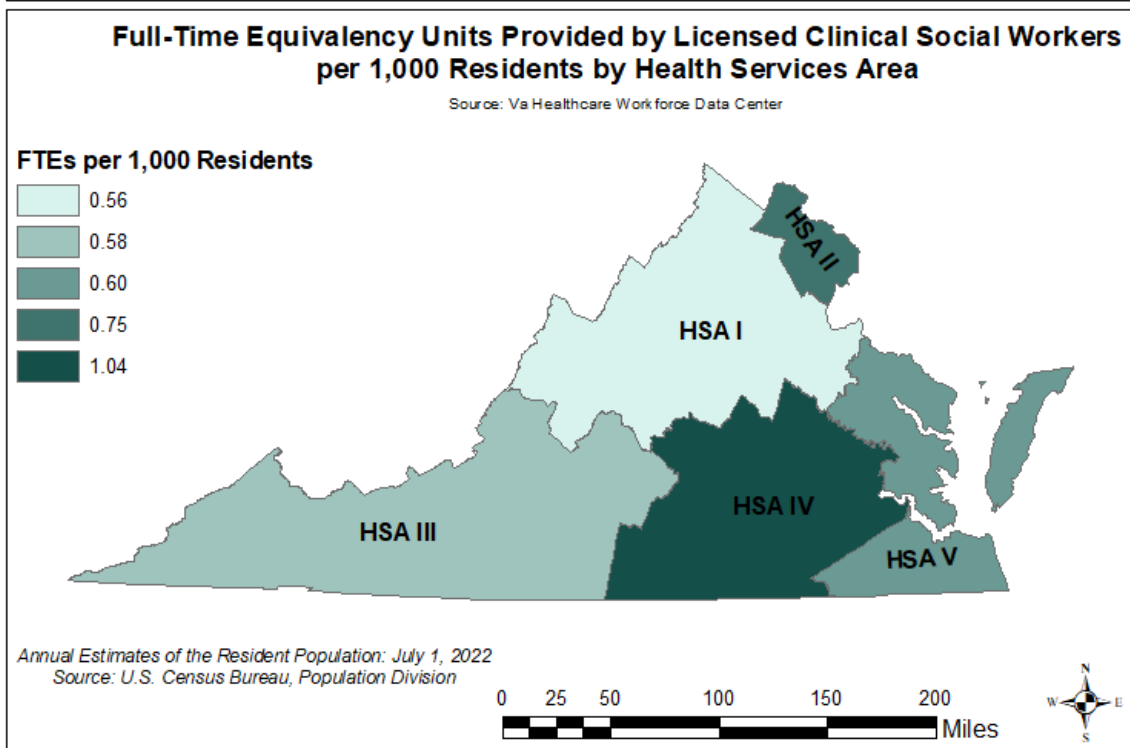 Full-Time Equivalency Units Provided by Licensed Clinical Social Workers
per 1,000 Residents by Health Services Area
Source: Va Healthcare Workforce Data Center
FTEs per 1,000 Residents
0.56
0.58
0.60
0.75
1.04
HSA II
HSA I
HSA IV
HSA III
HSA V
Annual Estimates of the Resident Population: July 1, 2022
Source: U.S. Census Bureau, Population Division
0 25 50 100 150 200
Miles
N
W E
S